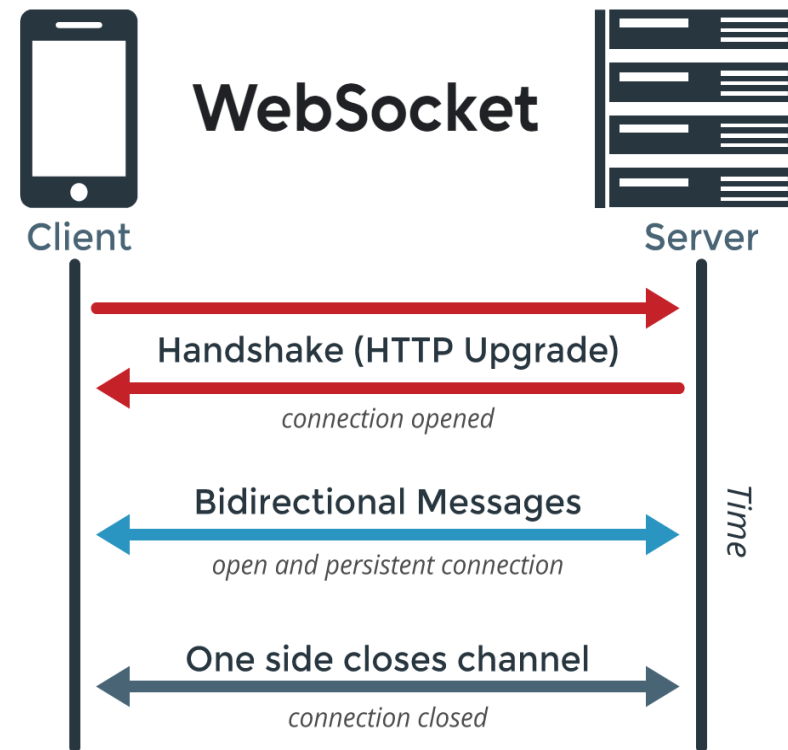 WebSocket
Client
Server
Handshake (HTTP Upgrade)
connection opened
Bidirectional Messages
Time
open and persistent connection
One side closes channel
connection closed